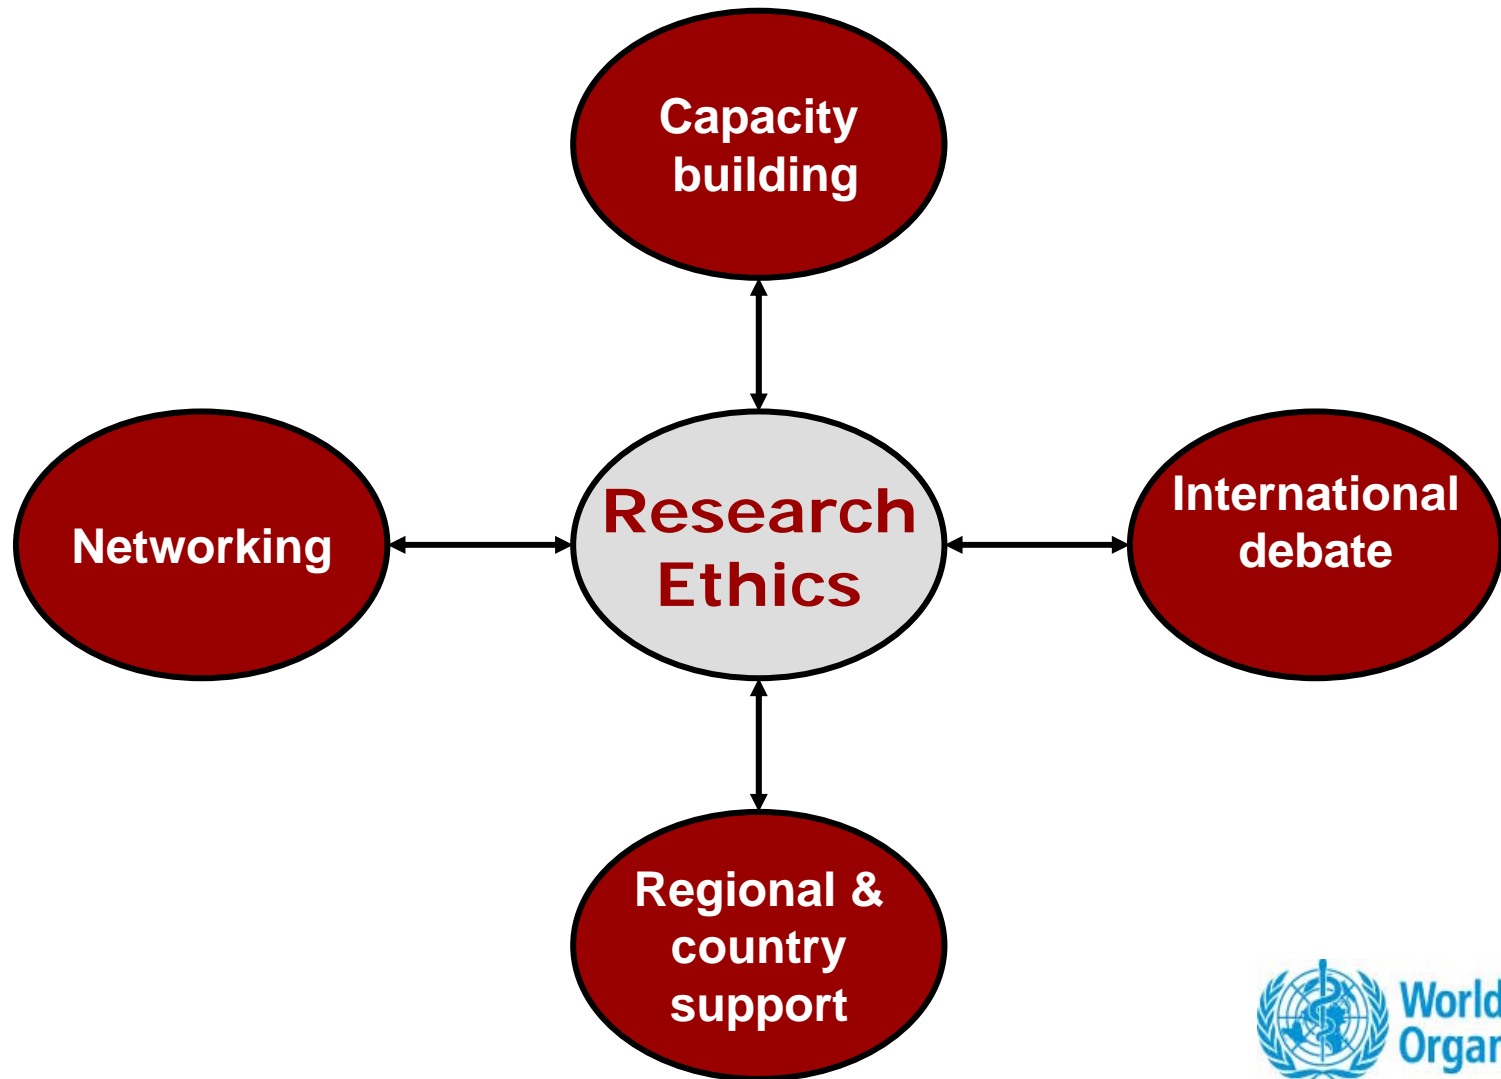 Capacity
building
Networking
Research
Ethics
International
debate
Regional &
country
support
World
Organ